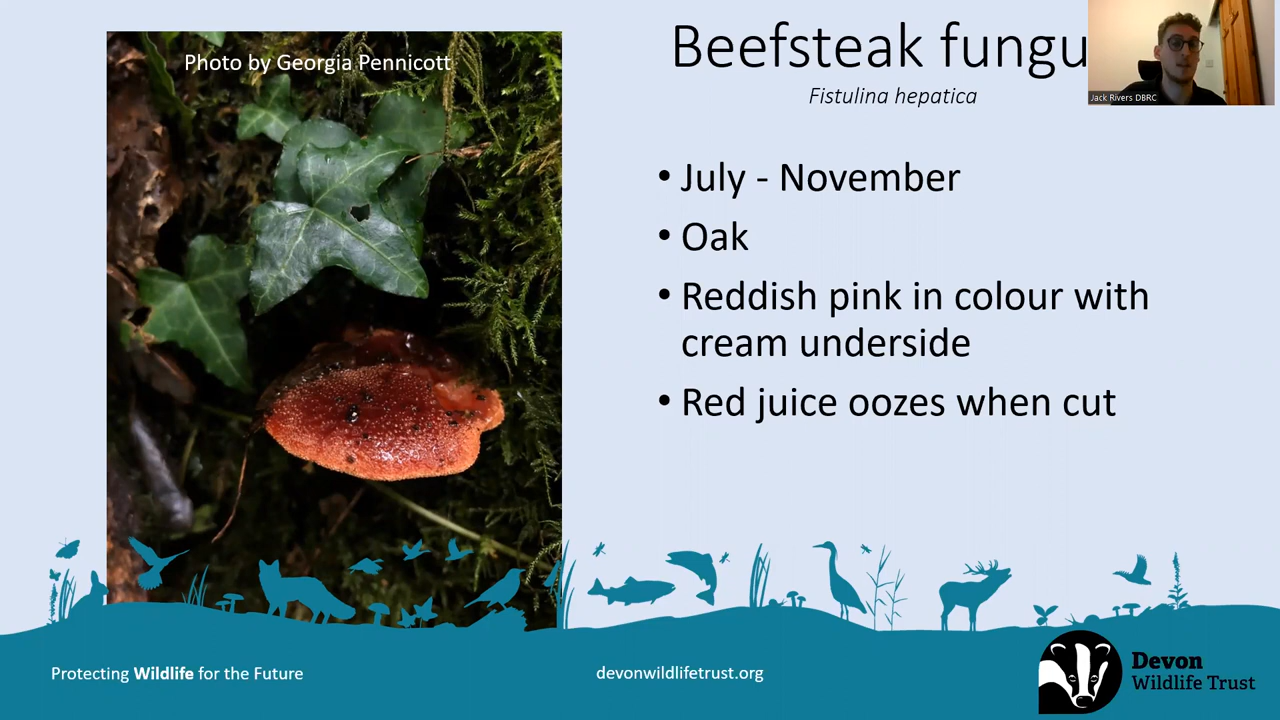 Photo by Georgia Pennicott
Beefsteak fungu
Fistulina hepatica
Jack Rivers DBRC
• July - November
• Oak
• Reddish pink in colour with
cream underside
• Red juice oozes when cut
Protecting Wildlife for the Future
devonwildlifetrust.org
Devon
Wildlife Trust